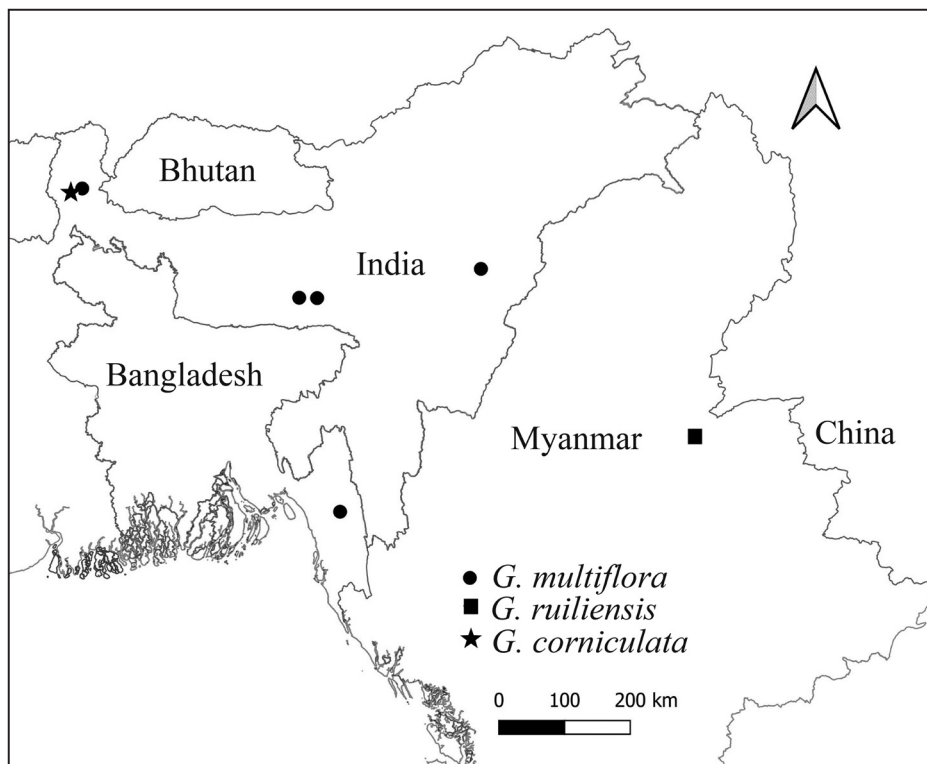 Bhutan
India
Bangladesh
Myanmar
China
G. multiflora
G. ruiliensis
G. corniculata
0 100 200 km